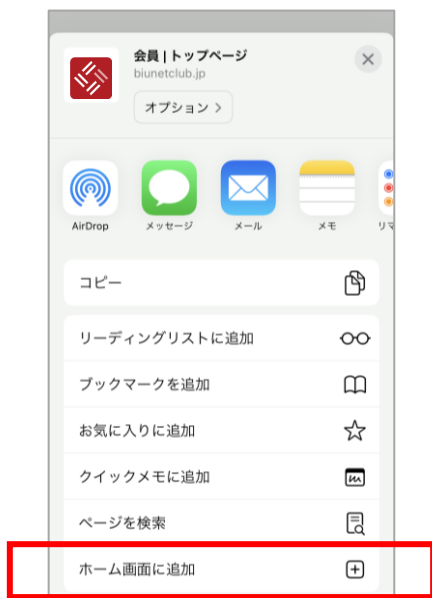 会員 | トップページ
biunetclub.jp
オプション
AirDrop
メッセージ
メール
メモ
リマ
コピー
リーディングリストに追加
ブックマークを追加
お気に入りに追加
クイックメモに追加
ページを検索
ホーム画面に追加